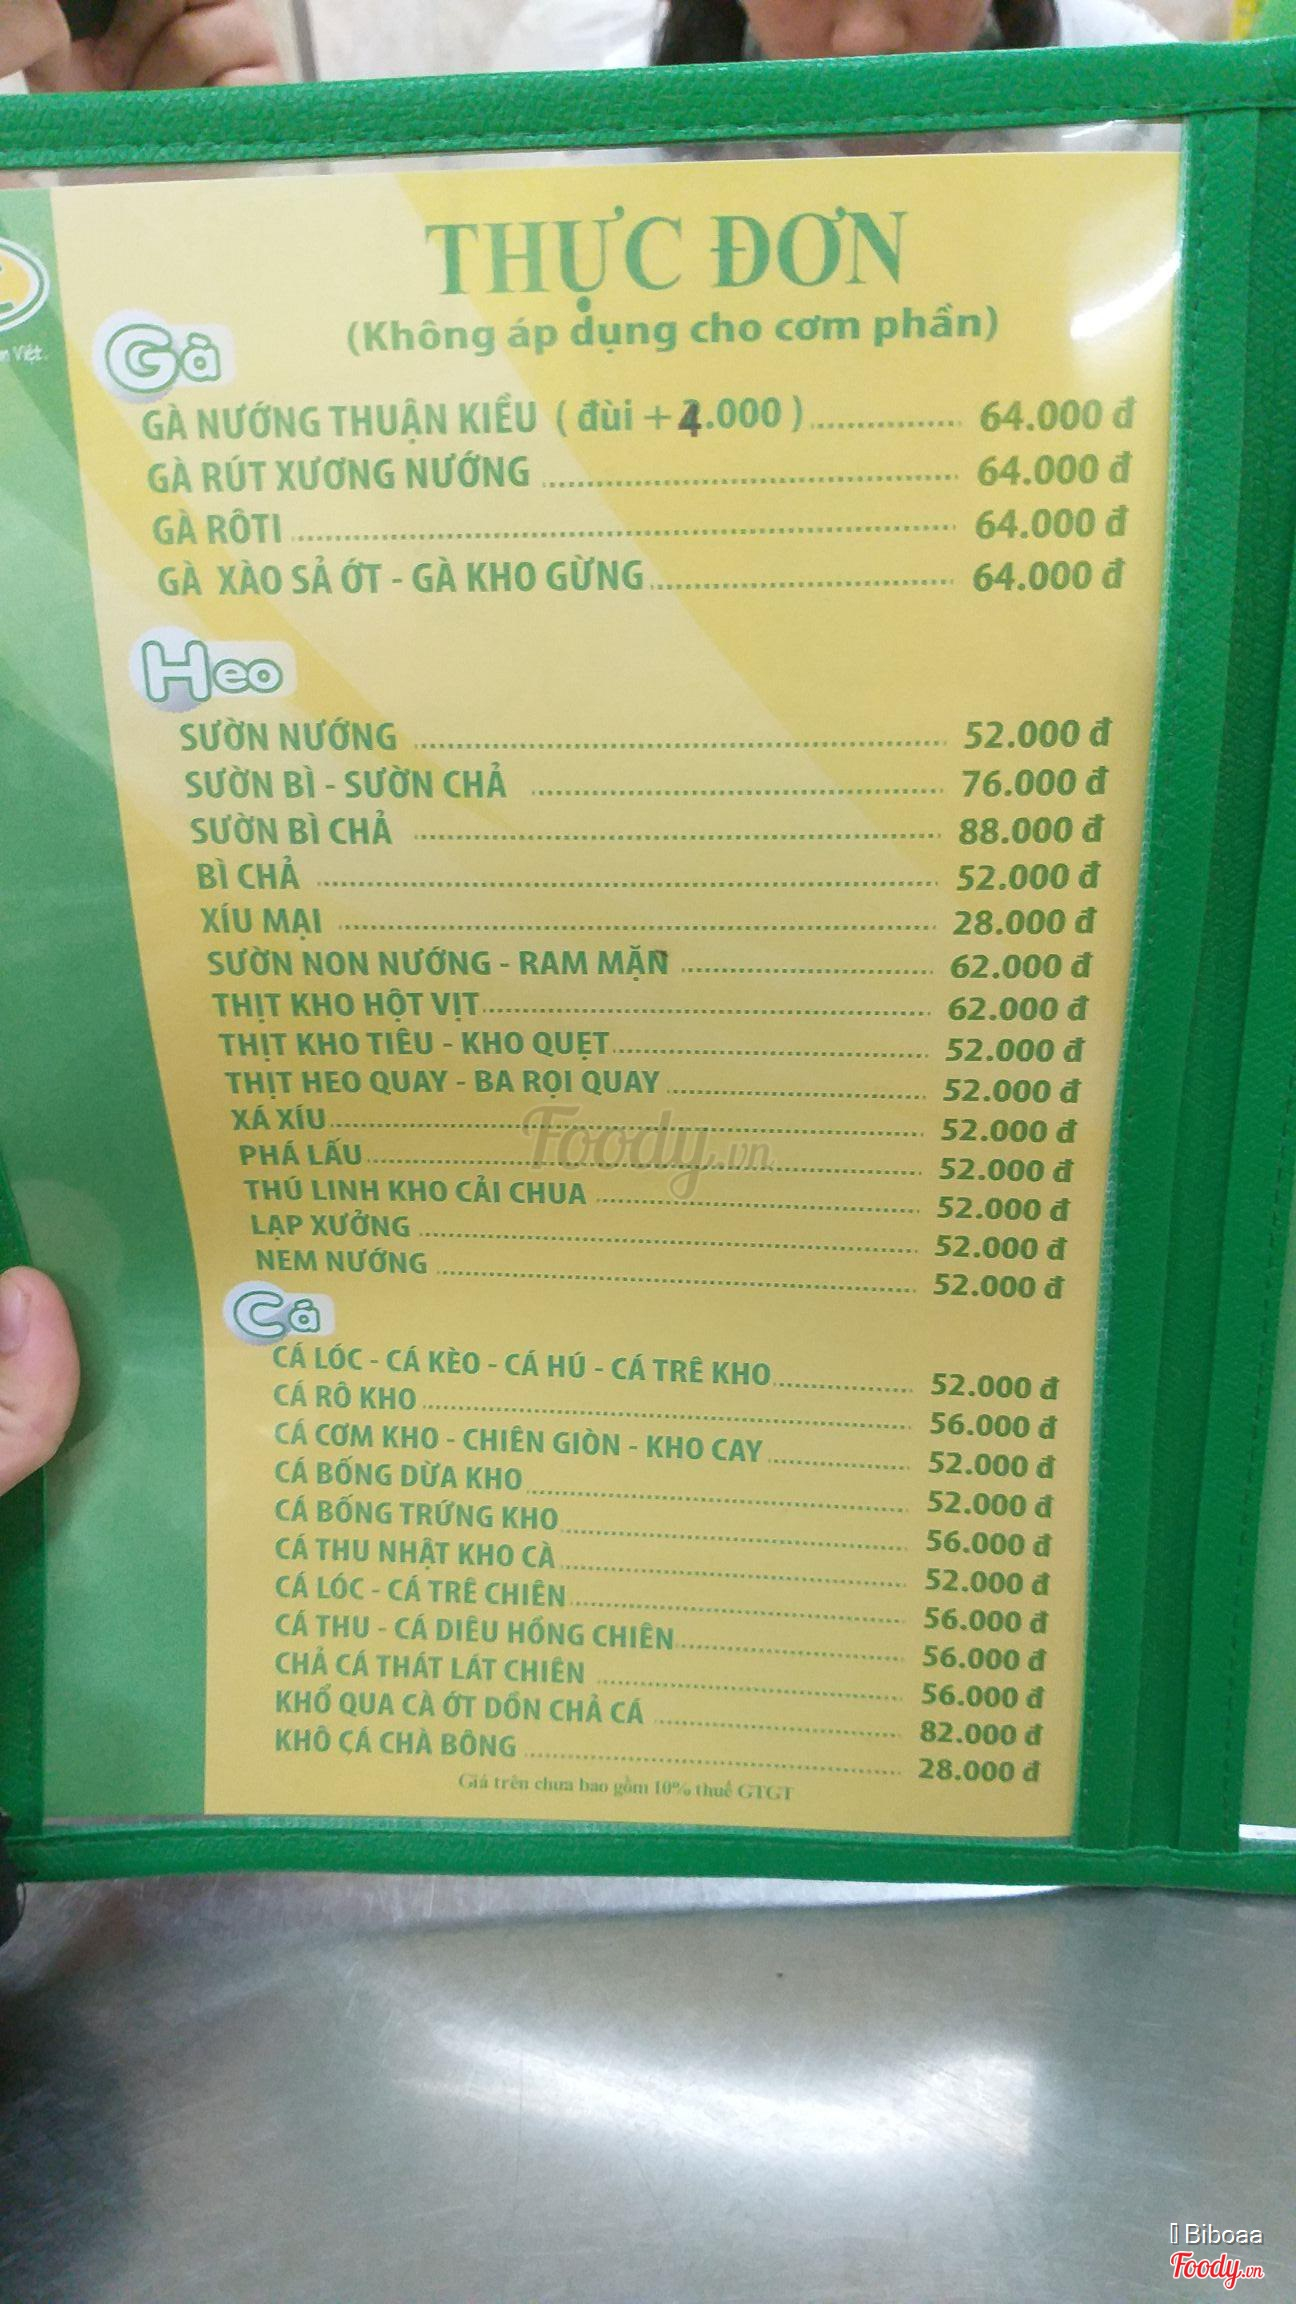 n Việt.
THỰC ĐƠN
(Không áp dụng cho cơm phần)
Gà
GÀ NƯỚNG THUẬN KIỀU ( đùi +4.000 ) 64.000 đ
GÀ RÚT XƯƠNG NƯỚNG 64.000 đ
GÀ RÔTI 64.000 đ
GÀ XÀO SẢ ỚT - GÀ KHO GỪNG 64.000 đ
Heo
SƯỜN NƯỚNG 52.000 đ
SƯỜN BÌ - SƯỜN CHẢ 76.000 đ
SƯỜN BÌ CHẢ 88.000 đ
BÌ CHẢ 52.000 đ
XÍU MẠI 28.000 đ
SƯỜN NON NƯỚNG - RAM MẶN 62.000 đ
THỊT KHO HỘT VỊT 62.000 đ
THỊT KHO TIÊU - KHO QUẸT 52.000 đ
THỊT HEO QUAY - BA RỌI QUAY 52.000 đ
XÁ XÍU 52.000 đ
PHÁ LẤU 52.000 đ
THÚ LINH KHO CẢI CHUA 52.000 đ
LẠP XƯỞNG 52.000 đ
NEM NƯỚNG 52.000 đ
Cá
CÁ LÓC - CÁ KÈO - CÁ HÚ - CÁ TRÊ KHO 52.000 đ
CÁ RÔ KHO 56.000 đ
CÁ CƠM KHO - CHIÊN GIÒN - KHO CAY 52.000 đ
CÁ BỐNG DỪA KHO 52.000 đ
CÁ BỐNG TRỨNG KHO 56.000 đ
CÁ THU NHẬT KHO CÀ 52.000 đ
CÁ LÓC - CÁ TRÊ CHIÊN 56.000 đ
CÁ THU - CÁ DIÊU HỒNG CHIÊN 56.000 đ
CHẢ CÁ THÁT LÁT CHIÊN 56.000 đ
KHỔ QUA CÀ ỚT DỒN CHẢ CÁ 82.000 đ
KHÔ CÁ CHÀ BÔNG 28.000 đ
Giá trên chưa bao gồm 10% thuế GTGT
Foody.vn
Biboaa
Foody.vn